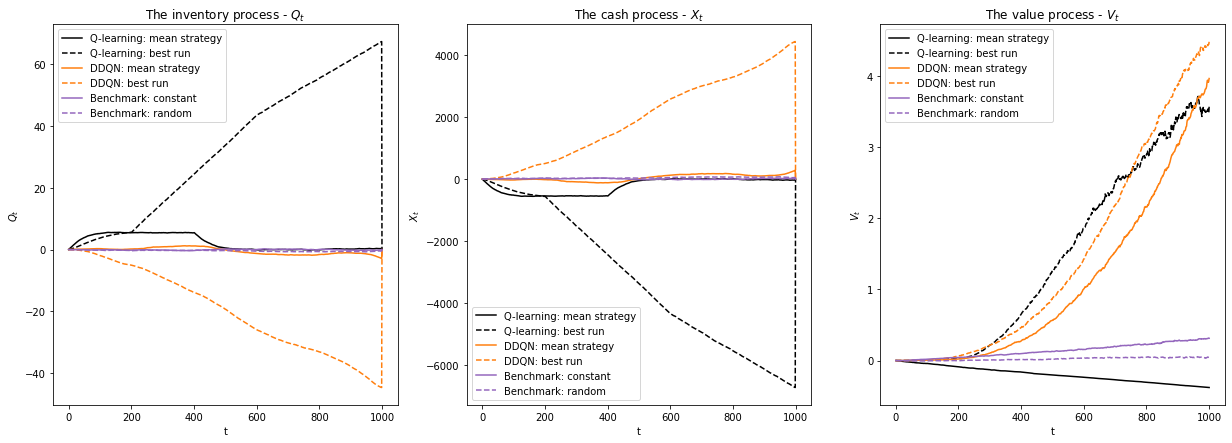 The inventory process - Qt
Q-learning: mean strategy
Q-learning: best run
DDQN: mean strategy
DDQN: best run
Benchmark: constant
Benchmark: random
60
40
20
0
−20
−40
Qt
0
200
400
600
800
1000
t
The cash process - Xt
4000
2000
0
−2000
−4000
−6000
Xt
Q-learning: mean strategy
Q-learning: best run
DDQN: mean strategy
DDQN: best run
Benchmark: constant
Benchmark: random
0
200
400
600
800
1000
t
The value process - Vt
Q-learning: mean strategy
Q-learning: best run
DDQN: mean strategy
DDQN: best run
Benchmark: constant
Benchmark: random
4
3
2
1
0
Vt
0
200
400
600
800
1000
t